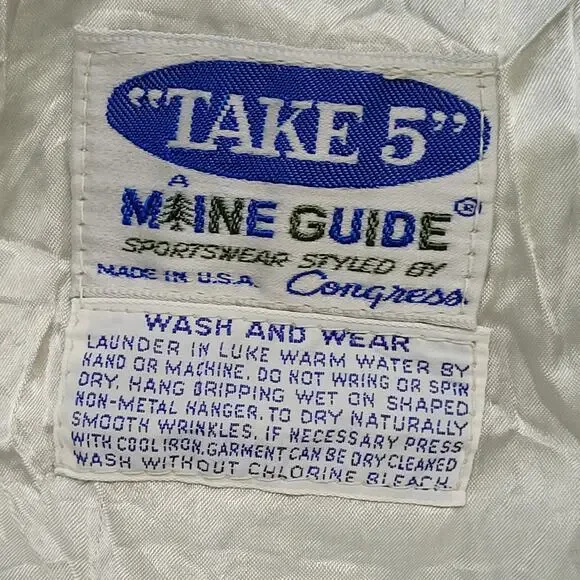 “TAKE 5”
A
MAINE GUIDE®
SPORTSWEAR STYLED BY
MADE IN U.S.A. Congress.
WASH AND WEAR
LAUNDER IN LUKE WARM WATER BY
HAND OR MACHINE. DO NOT WRING OR SPIN
DRY. HANG DRIPPING WET ON SHAPED
NON-METAL HANGER. TO DRY NATURALLY
SMOOTH WRINKLES. IF NECESSARY PRESS
WITH COOL IRON. GARMENT CAN BE DRY CLEANED
WASH WITHOUT CHLORINE BLEACH.